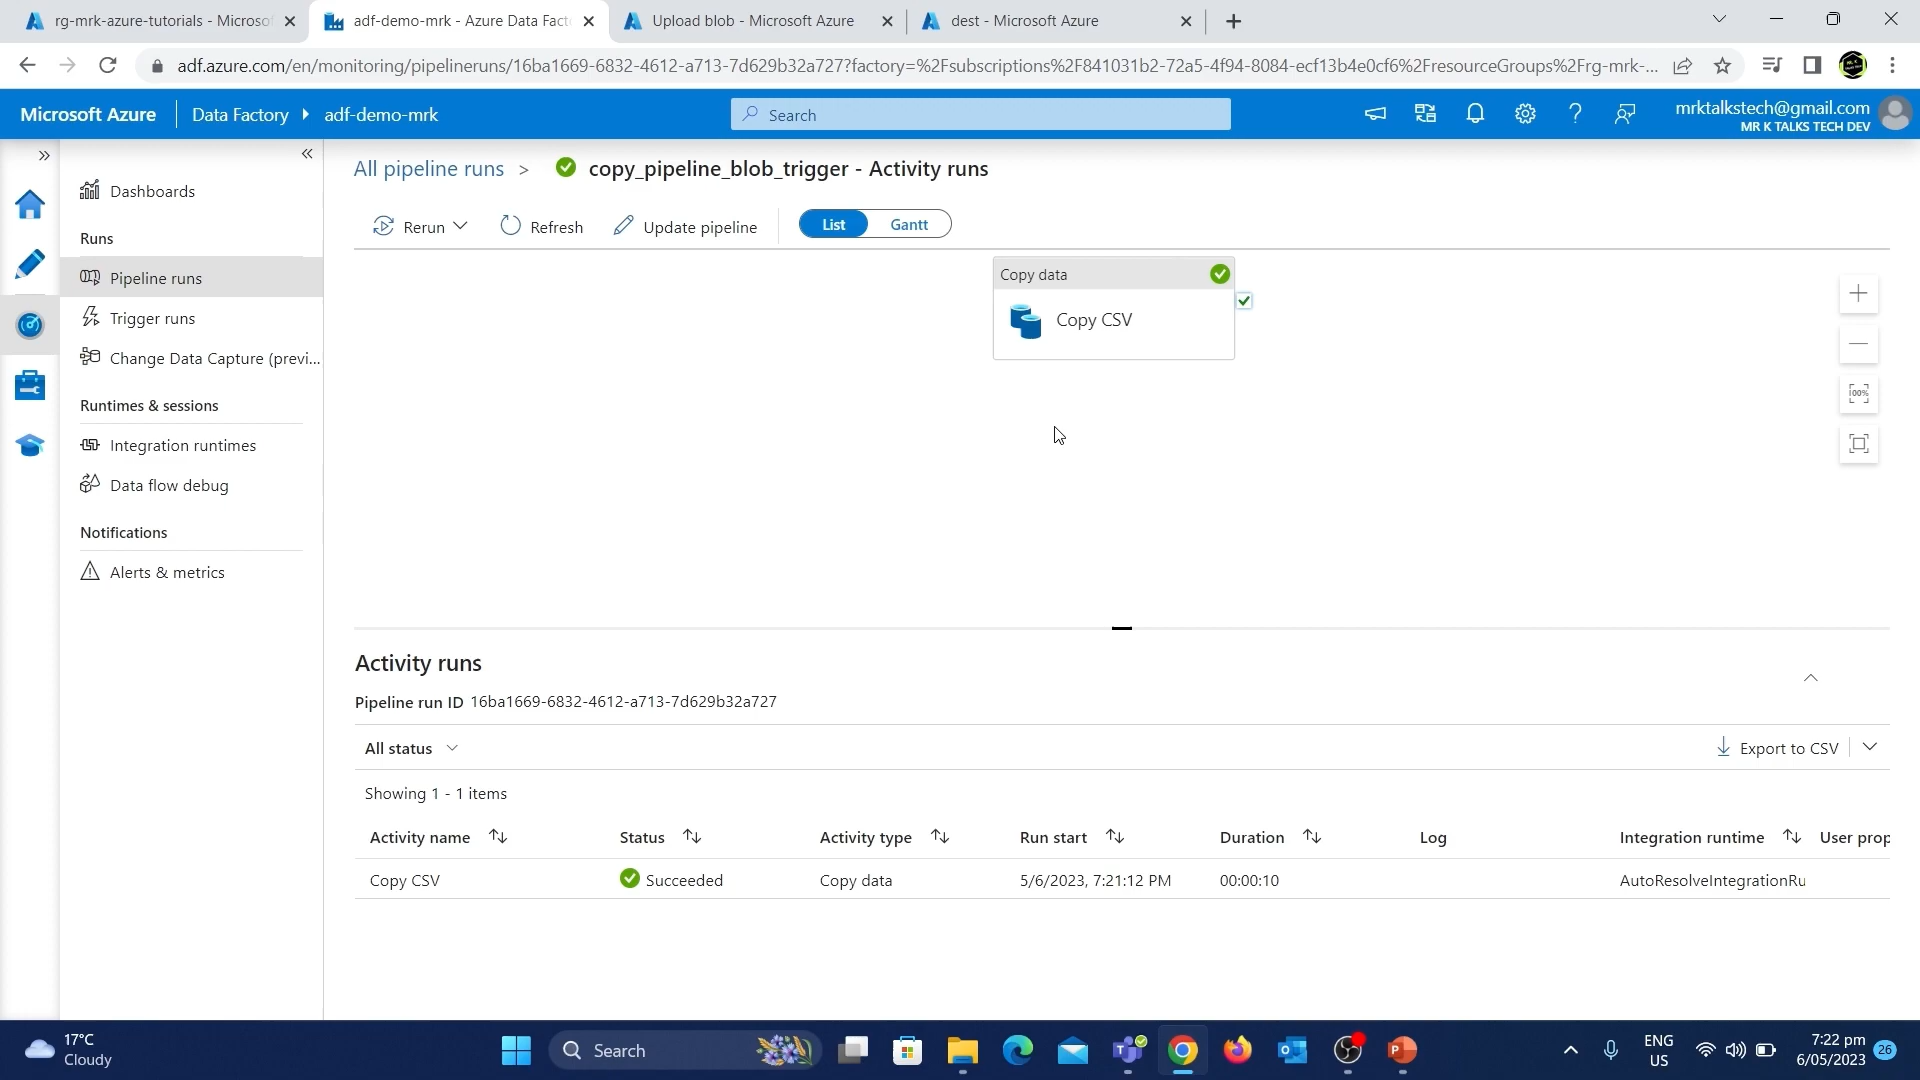 rg-mrk-azure-tutorials - Microsof
adf-demo-mrk - Azure Data Fact
Upload blob - Microsoft Azure
dest - Microsoft Azure
adf.azure.com/en/monitoring/pipelineruns/16ba1669-6832-4612-a713-7d629b32a727?factory=%2Fsubscriptions%2F841031b2-72a5-4f94-8084-ecf13b4e0cf6%2FresourceGroups%2Frg-mrk-...
Microsoft Azure
Data Factory
adf-demo-mrk
Search
mrktalkstech@gmail.com
MR K TALKS TECH DEV
Dashboards
Runs
Pipeline runs
Trigger runs
Change Data Capture (previ...
Runtimes & sessions
Integration runtimes
Data flow debug
Notifications
Alerts & metrics
All pipeline runs > copy_pipeline_blob_trigger - Activity runs
Rerun
Refresh
Update pipeline
List
Gantt
Copy data
Copy CSV
100%
Activity runs
Pipeline run ID 16ba1669-6832-4612-a713-7d629b32a727
All status
Export to CSV
Showing 1 - 1 items
Activity name Status Activity type Run start Duration Log Integration runtime User prop
Copy CSV Succeeded Copy data 5/6/2023, 7:21:12 PM 00:00:10 AutoResolveIntegrationRu
17°C
Cloudy
Search
ENG
US
7:22 pm
6/05/2023
26